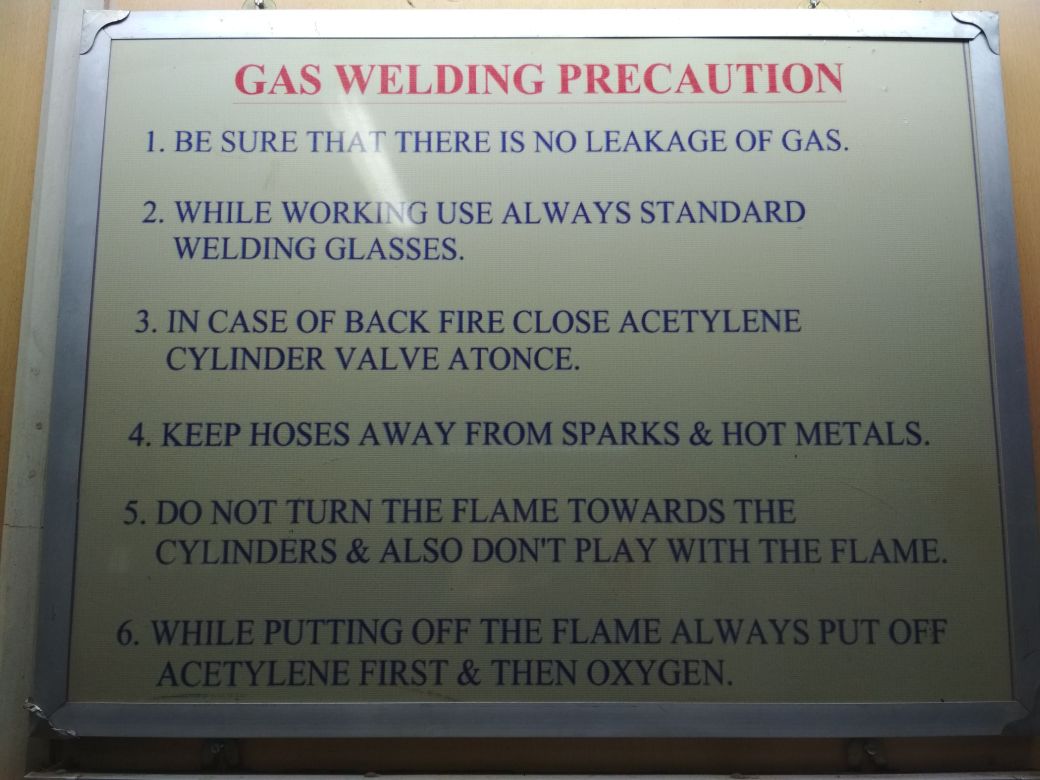 GAS WELDING PRECAUTION
1. BE SURE THAT THERE IS NO LEAKAGE OF GAS.
2. WHILE WORKING USE ALWAYS STANDARD
WELDING GLASSES.
3. IN CASE OF BACK FIRE CLOSE ACETYLENE
CYLINDER VALVE ATONCE.
4. KEEP HOSES AWAY FROM SPARKS & HOT METALS.
5. DO NOT TURN THE FLAME TOWARDS THE
CYLINDERS & ALSO DON'T PLAY WITH THE FLAME.
6. WHILE PUTTING OFF THE FLAME ALWAYS PUT OFF
ACETYLENE FIRST & THEN OXYGEN.